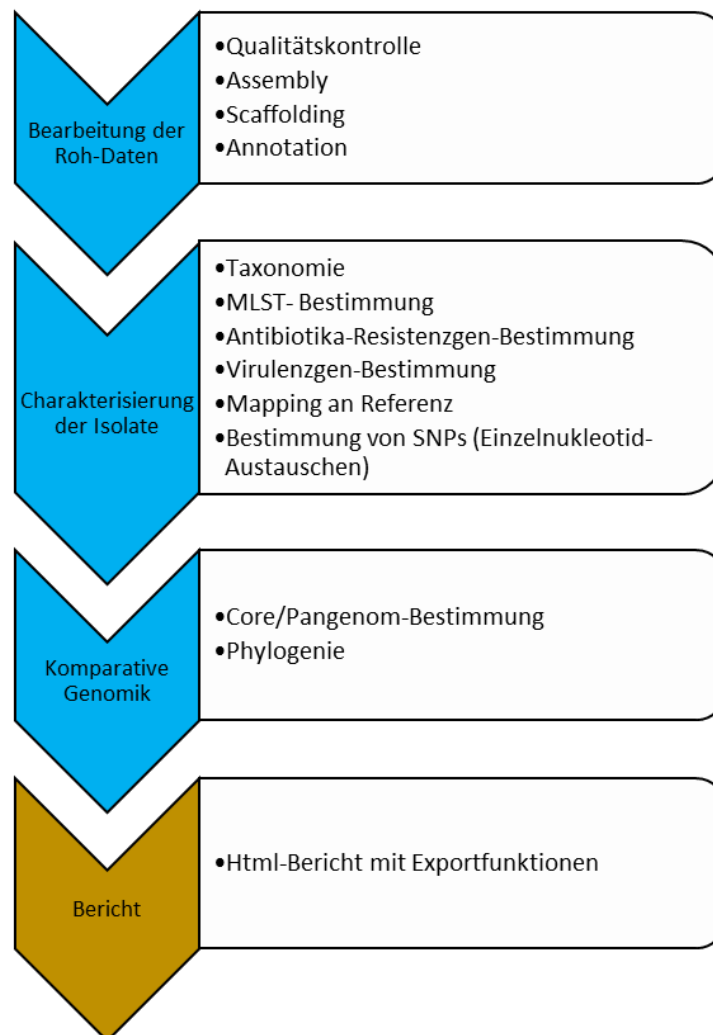 Bearbeitung der
Roh-Daten
•Qualitätskontrolle
•Assembly
•Scaffolding
•Annotation
Charakterisierung
der Isolate
•Taxonomie
•MLST- Bestimmung
•Antibiotika-Resistenzgen-Bestimmung
•Virulenzgen-Bestimmung
•Mapping an Referenz
•Bestimmung von SNPs (Einzelnukleotid-
Austauschen)
Komparative
Genomik
•Core/Pangenom-Bestimmung
•Phylogenie
Bericht
•Html-Bericht mit Exportfunktionen